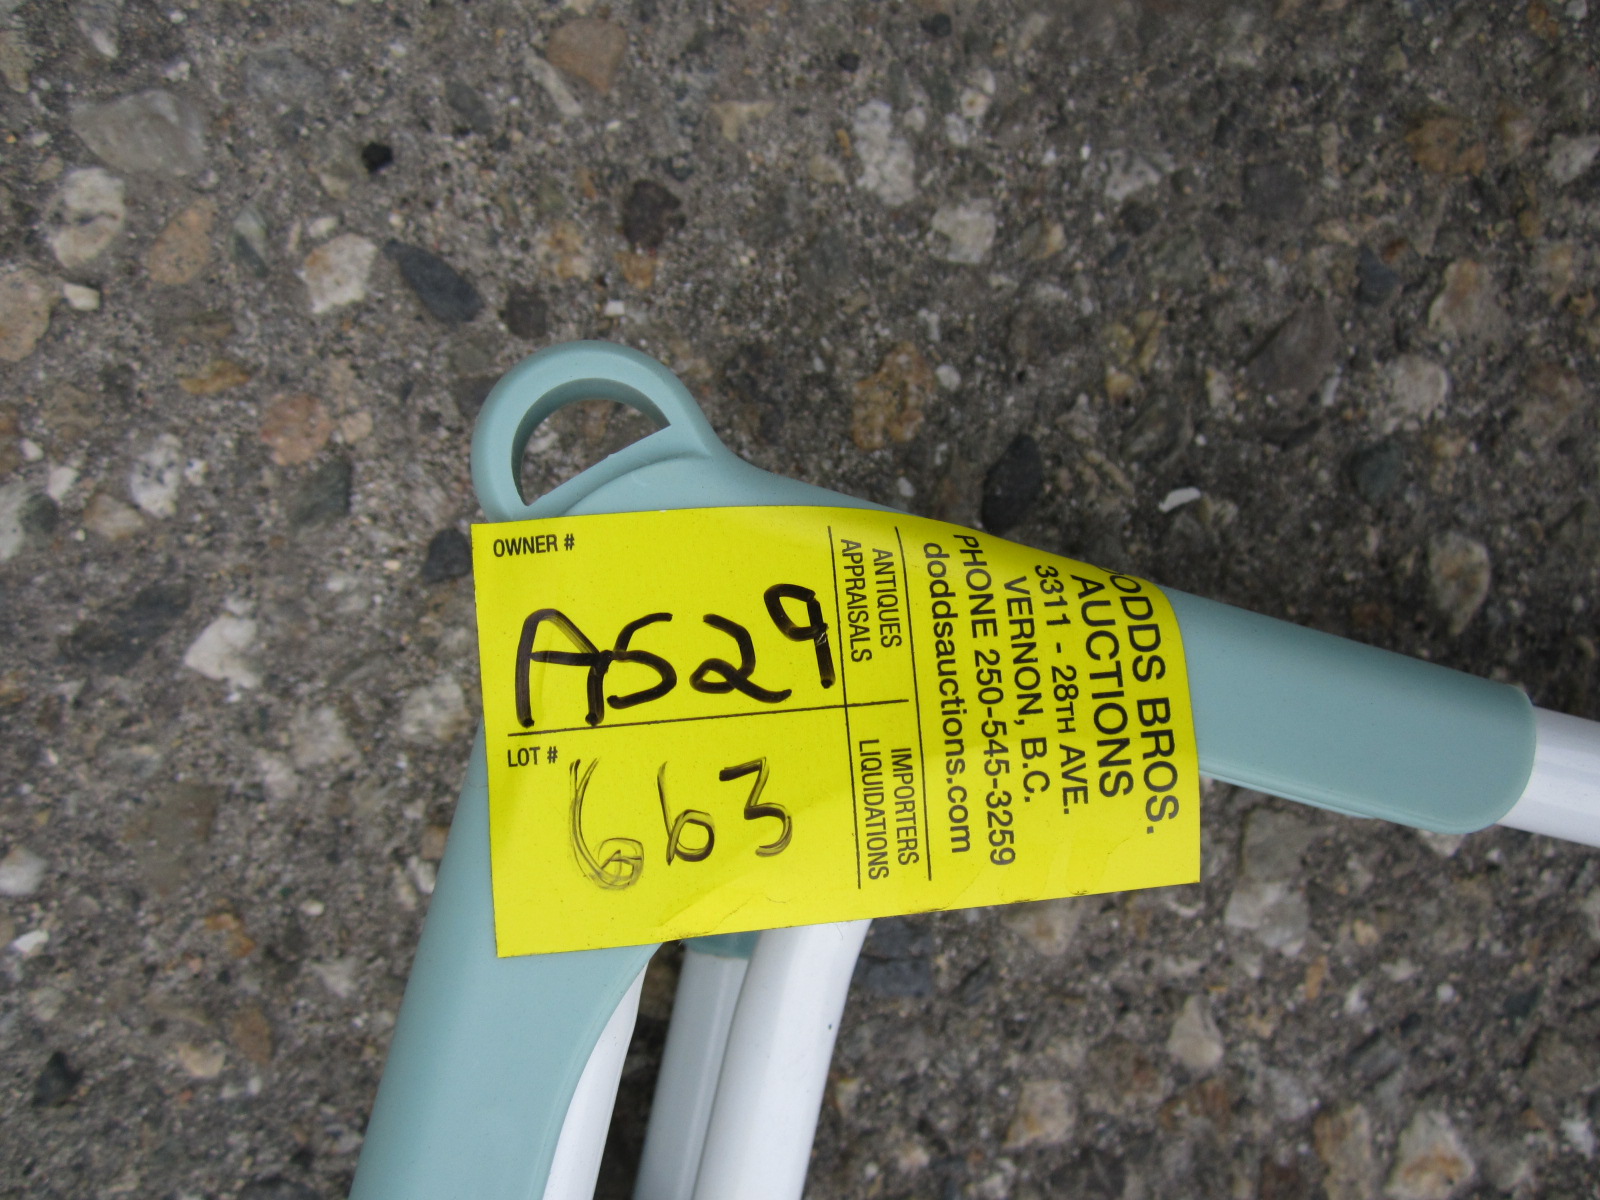 OWNER #
A529
LOT #
663
ANTIQUES
APPRAISALS
IMPORTERS
LIQUIDATIONS
DODDS BROS.
AUCTIONS
3311 - 28TH AVE.
VERNON, B.C.
PHONE 250-545-3259
doddsauctions.com